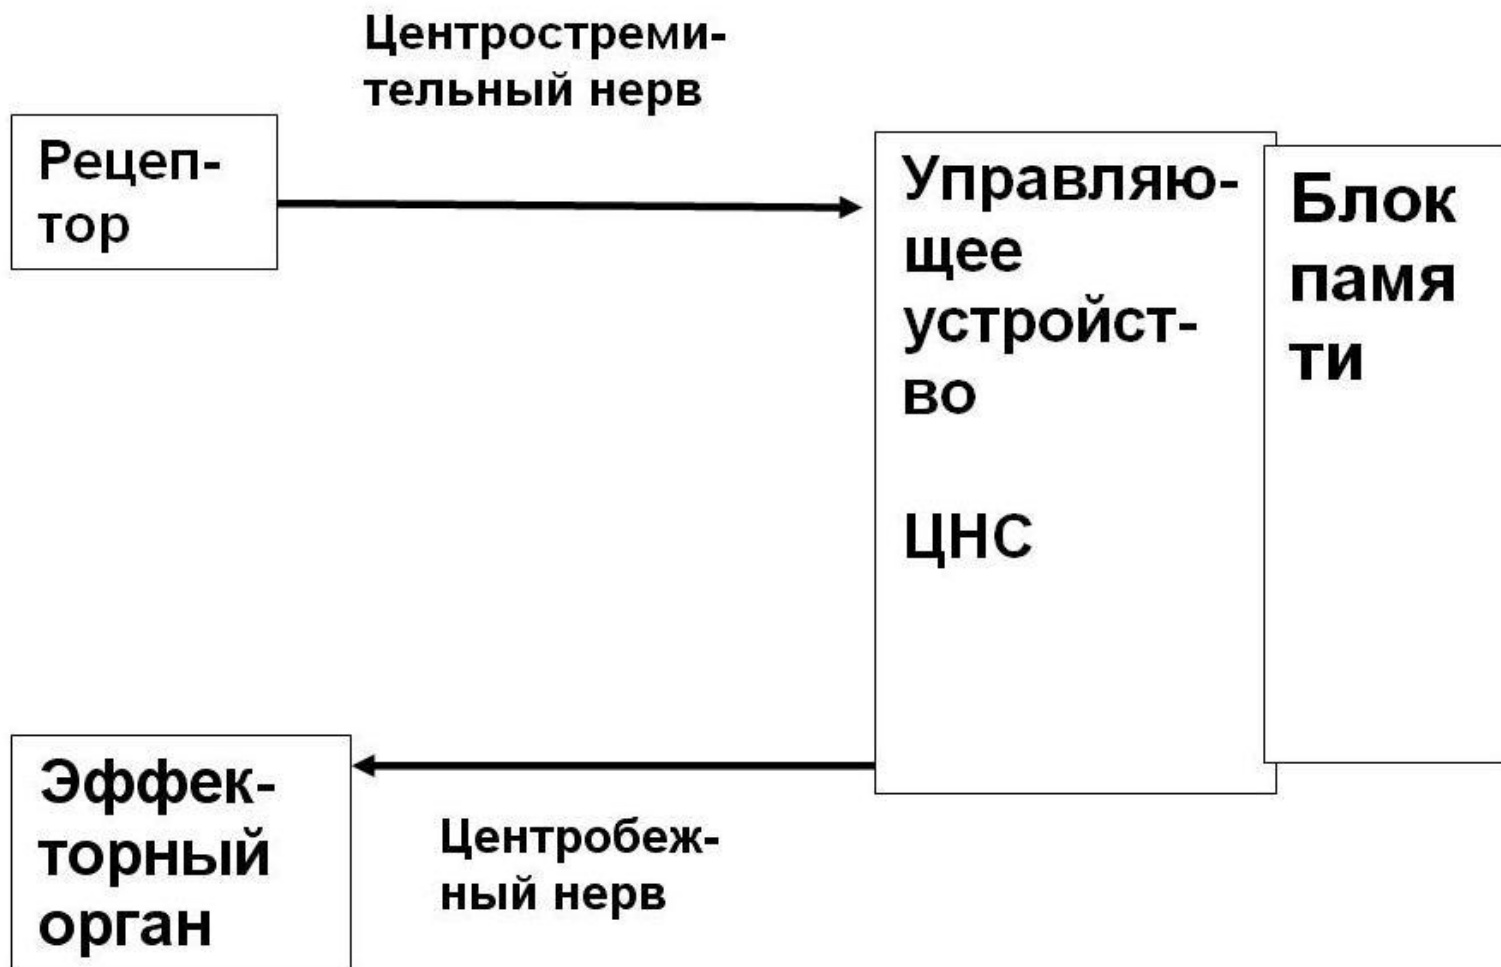 Центростреми-
тельный нерв
Рецеп-
тор
Управляю-
щее
устройст-
во
ЦНС
Блок
памя
ти
Эффек-
торный
орган
Центробеж-
ный нерв